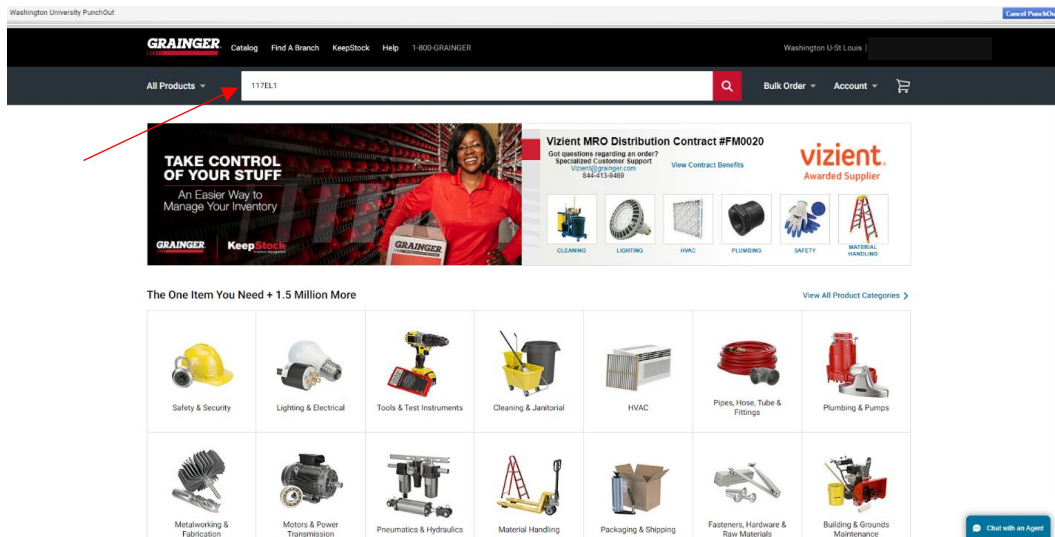 Washington University PunchOut
Cancel PunchOu
GRAINGER. Catalog Find A Branch KeepStock Help 1-800-GRAINGER
Washington U-St Louis |
All Products
117EL1
Bulk Order Account
TAKE CONTROL
OF YOUR STUFF
An Easier Way to
Manage Your Inventory
GRAINGER KeepStock
GRAINGER
Vizient MRO Distribution Contract #FM0020
Got questions regarding an order?
Specialized Customer Support
Vizient@grainger.com
844-413-9469
View Contract Benefits
vizient.
Awarded Supplier
CLEANING LIGHTING HVAC PLUMBING SAFETY MATERIAL
HANDLING
The One Item You Need + 1.5 Million More
View All Product Categories
Safety & Security
Lighting & Electrical
Tools & Test Instruments
Cleaning & Janitorial
HVAC
Pipes, Hose, Tube &
Fittings
Plumbing & Pumps
Metalworking &
Fabrication
Motors & Power
Transmission
Pneumatics & Hydraulics
Material Handling
Packaging & Shipping
Fasteners, Hardware &
Raw Materials
Building & Grounds
Maintenance
Chat with an Agent